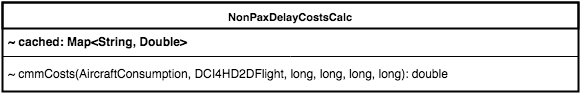 NonPaxDelayCostsCalc
~ cached: Map<String, Double>
~ cmmCosts(AircraftConsumption, DCI4HD2DFlight, long, long, long, long): double